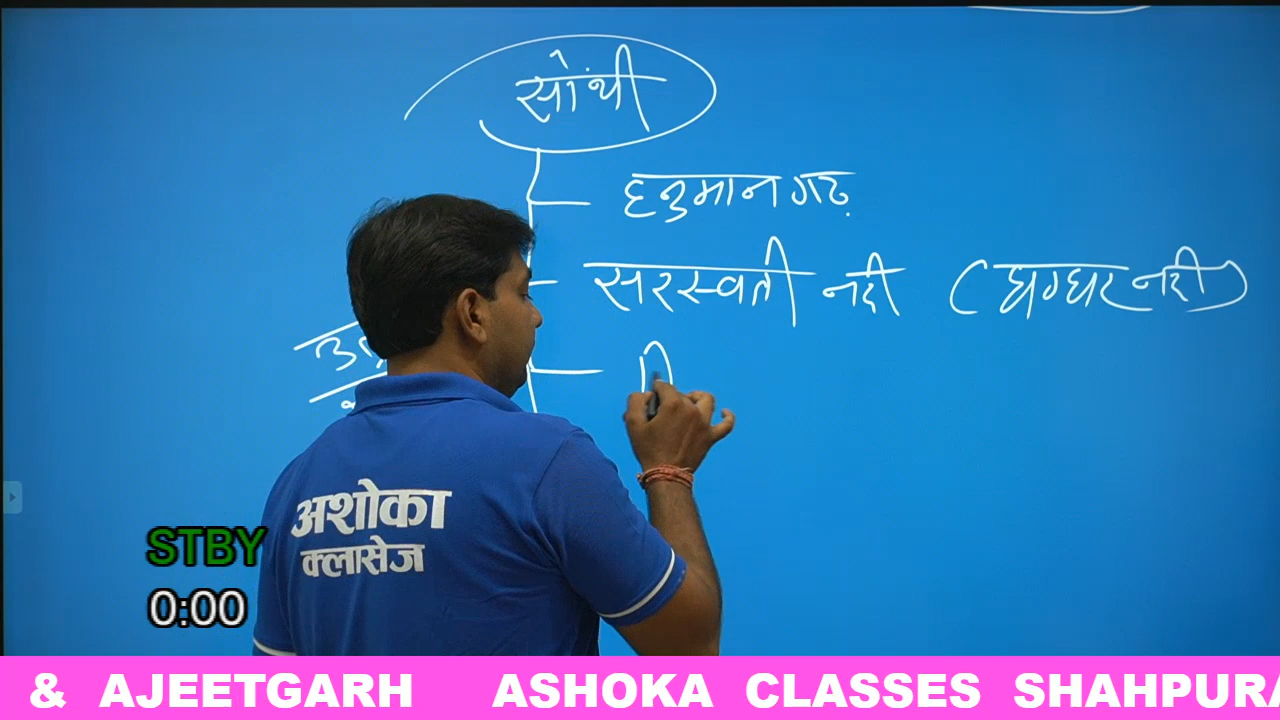 सोंथी
हनुमानगढ़
सरस्वती नदी (घग्घर नदी)
अशोका
क्लासेज
STBY
0:00
& AJEETGARH ASHOKA CLASSES SHAHPURA